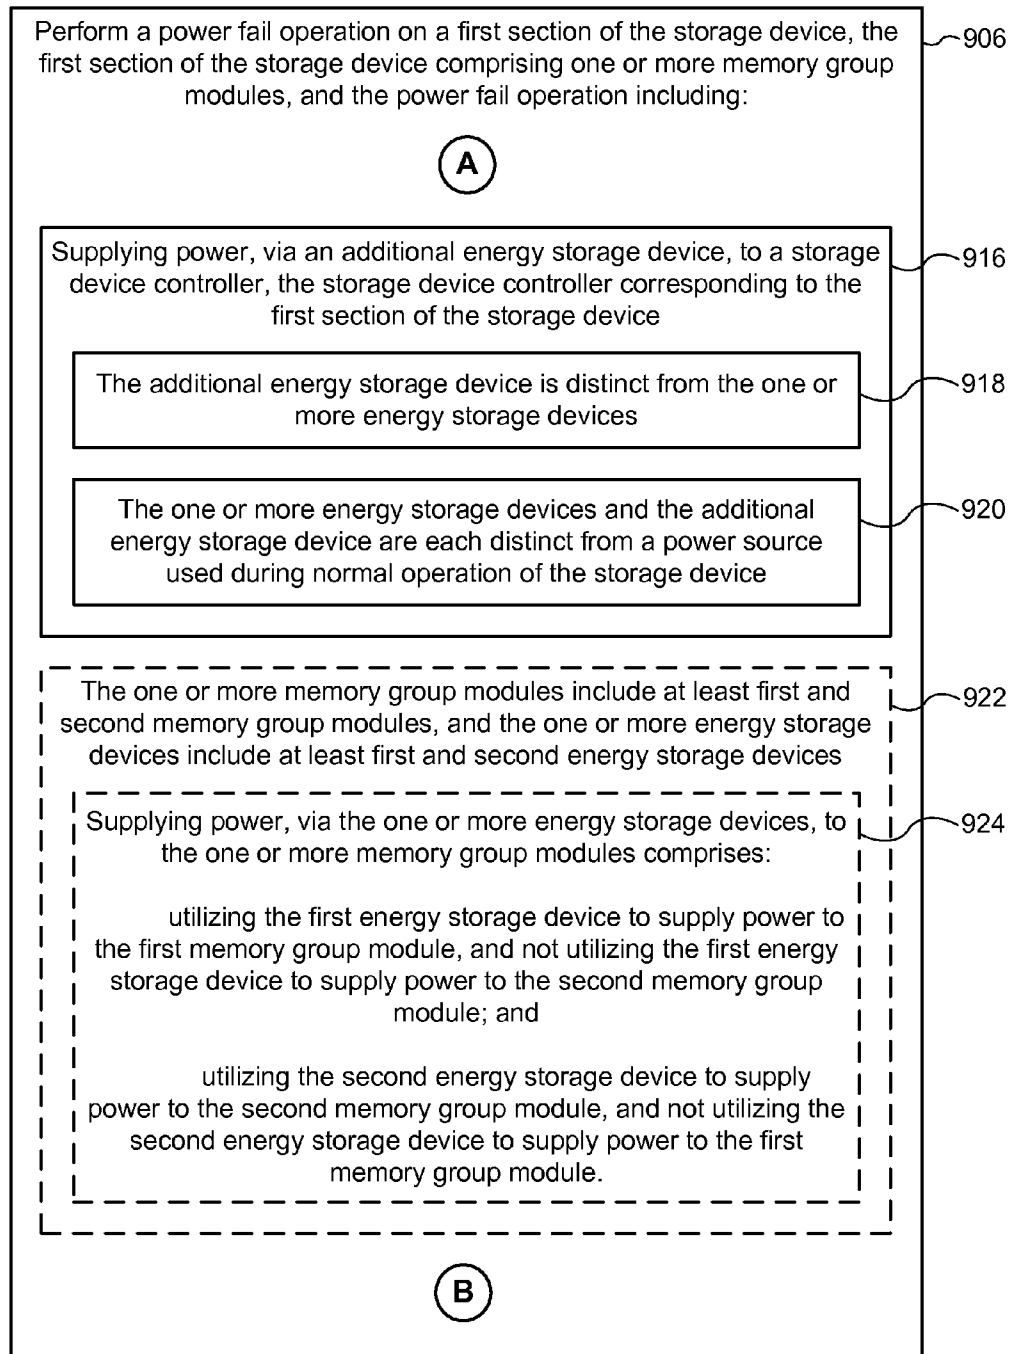 Perform a power fail operation on a first section of the storage device, the
first section of the storage device comprising one or more memory group
modules, and the power fail operation including:
906
A
Supplying power, via an additional energy storage device, to a storage
device controller, the storage device controller corresponding to the
first section of the storage device
916
The additional energy storage device is distinct from the one or
more energy storage devices
918
The one or more energy storage devices and the additional
energy storage device are each distinct from a power source
used during normal operation of the storage device
920
The one or more memory group modules include at least first and
second memory group modules, and the one or more energy storage
devices include at least first and second energy storage devices
922
Supplying power, via the one or more energy storage devices, to
the one or more memory group modules comprises:
924
utilizing the first energy storage device to supply power to
the first memory group module, and not utilizing the first energy
storage device to supply power to the second memory group
module; and
utilizing the second energy storage device to supply
power to the second memory group module, and not utilizing the
second energy storage device to supply power to the first
memory group module.
B